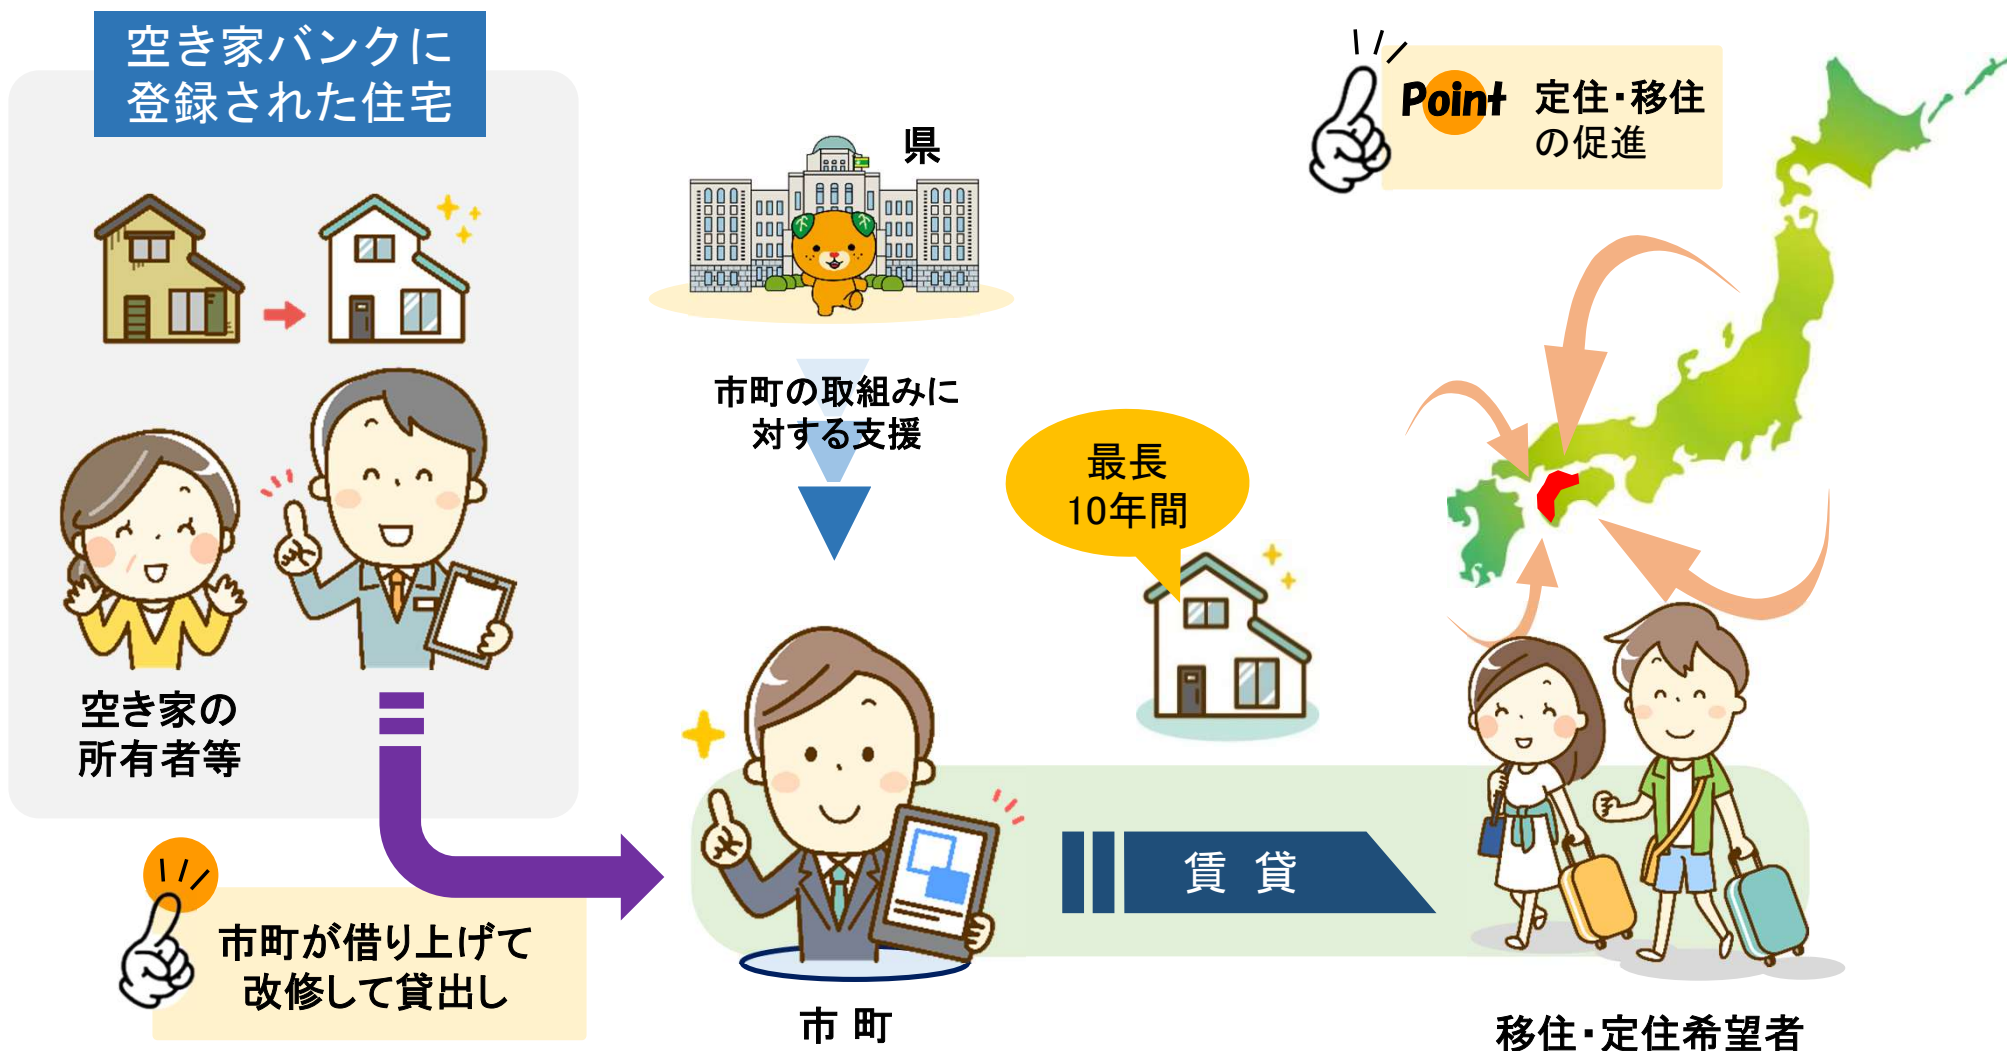 空き家バンクに
登録された住宅
空き家の
所有者等
市町が借り上げて
改修して貸出し
県
市町の取組みに
対する支援
最長
10年間
市町
賃貸
Point 定住・移住
の促進
移住・定住希望者